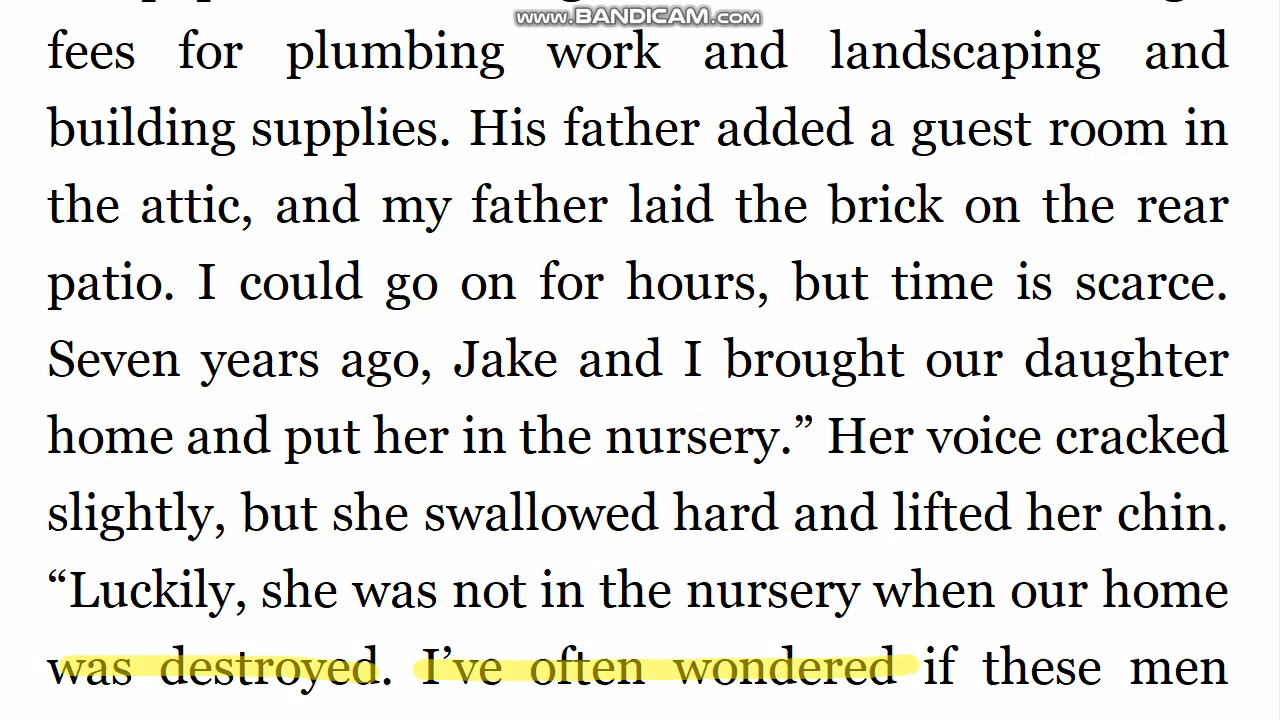 www.BANDICAM.com
fees for plumbing work and landscaping and
building supplies. His father added a guest room in
the attic, and my father laid the brick on the rear
patio. I could go on for hours, but time is scarce.
Seven years ago, Jake and I brought our daughter
home and put her in the nursery.” Her voice cracked
slightly, but she swallowed hard and lifted her chin.
“Luckily, she was not in the nursery when our home
was destroyed. I’ve often wondered if these men